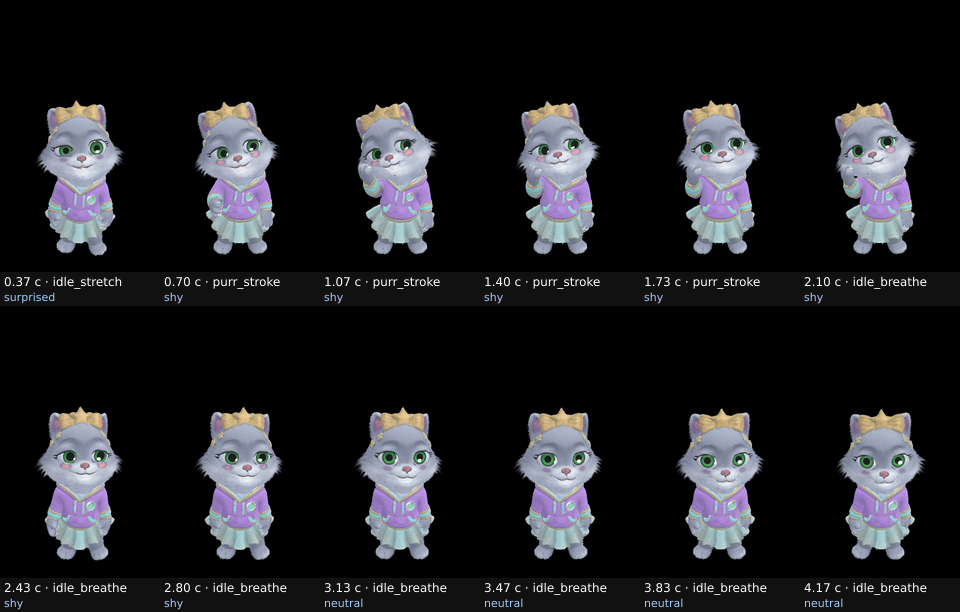 0.37 с · idle_stretch
surprised
0.70 с · purr_stroke
shy
1.07 с · purr_stroke
shy
1.40 с · purr_stroke
shy
1.73 с · purr_stroke
shy
2.10 с · idle_breathe
shy
2.43 с · idle_breathe
shy
2.80 с · idle_breathe
shy
3.13 с · idle_breathe
neutral
3.47 с · idle_breathe
neutral
3.83 с · idle_breathe
neutral
4.17 с · idle_breathe
neutral